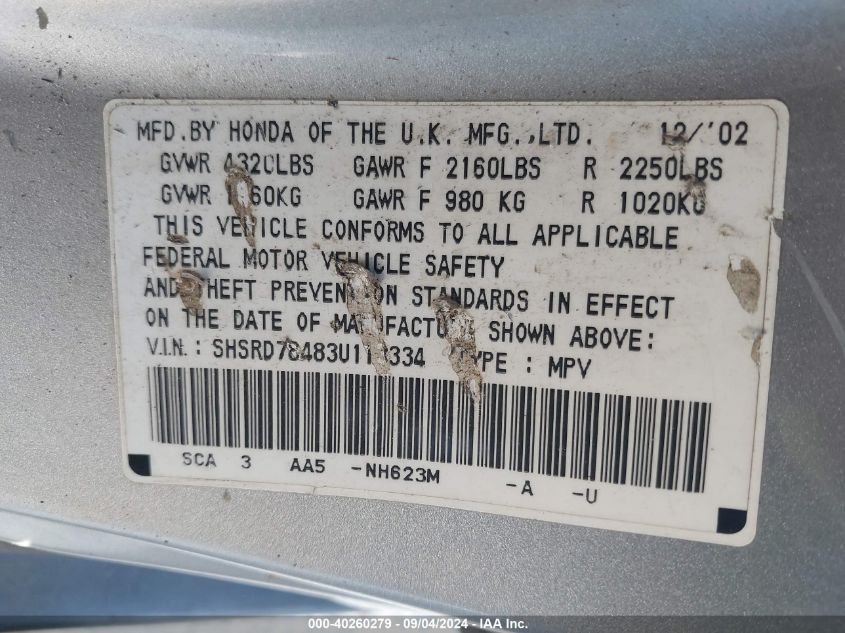 MFD.BY HONDA OF THE U.K. MFG.,LTD. 12/'02
GVWR 4320LBS GAWR F 2160LBS R 2250LBS
GVWR GAWR F 980 KG R 1020KG
THIS VEHICLE CONFORMS TO ALL APPLICABLE
FEDERAL MOTOR VEHICLE SAFETY
AND THEFT PREVENTION STANDARDS IN EFFECT
ON THE DATE OF MANUFACTURE SHOWN ABOVE:
V.I.N.: TYPE : MPV
SCA 3 AA5 -NH623M -A -U
000-40260279 - 09/04/2024 - IAA Inc.